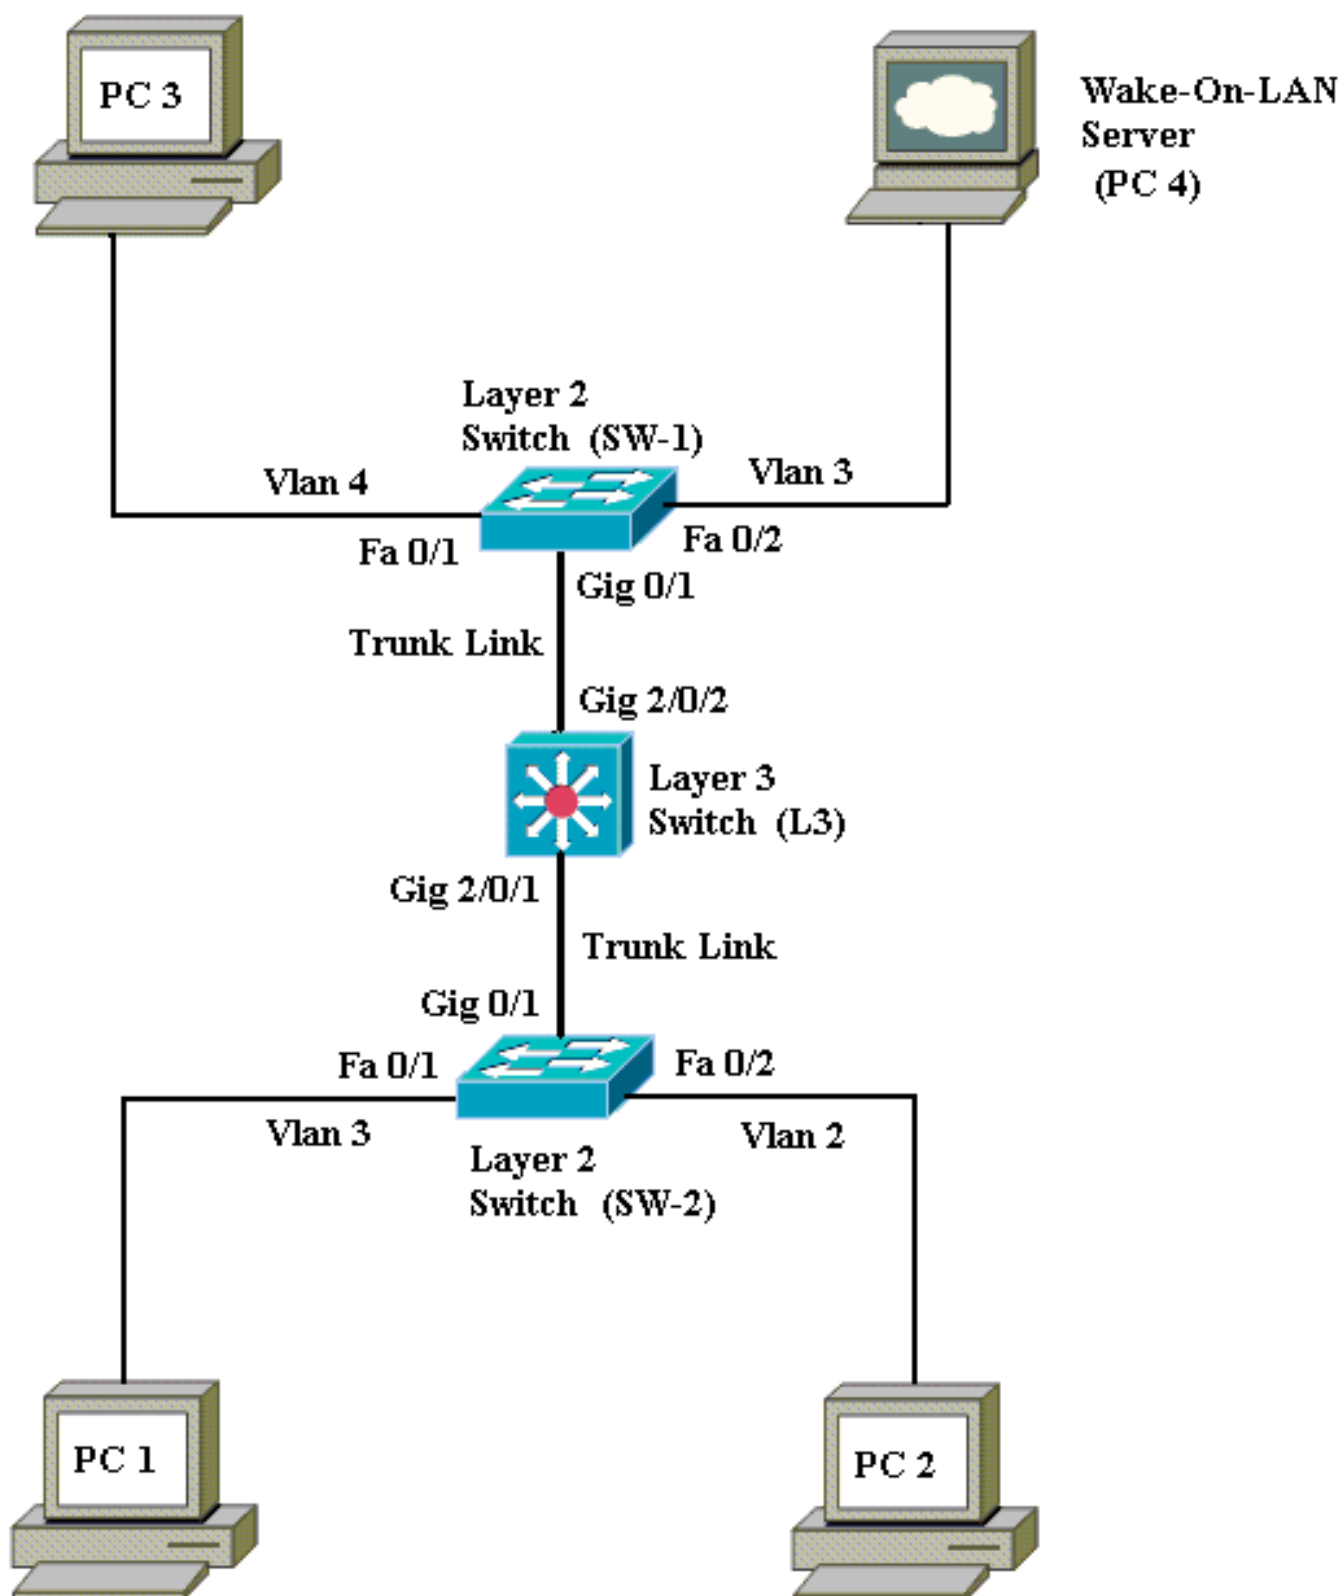 PC 3
Wake-On-LAN
Server
(PC 4)
Layer 2
Switch (SW-1)
Vlan 4
Vlan 3
Fa 0/1
Fa 0/2
Gig 0/1
Trunk Link
Gig 2/0/2
Layer 3
Switch (L3)
Gig 2/0/1
Trunk Link
Gig 0/1
Fa 0/1
Fa 0/2
Vlan 3
Vlan 2
Layer 2
Switch (SW-2)
PC 1
PC 2